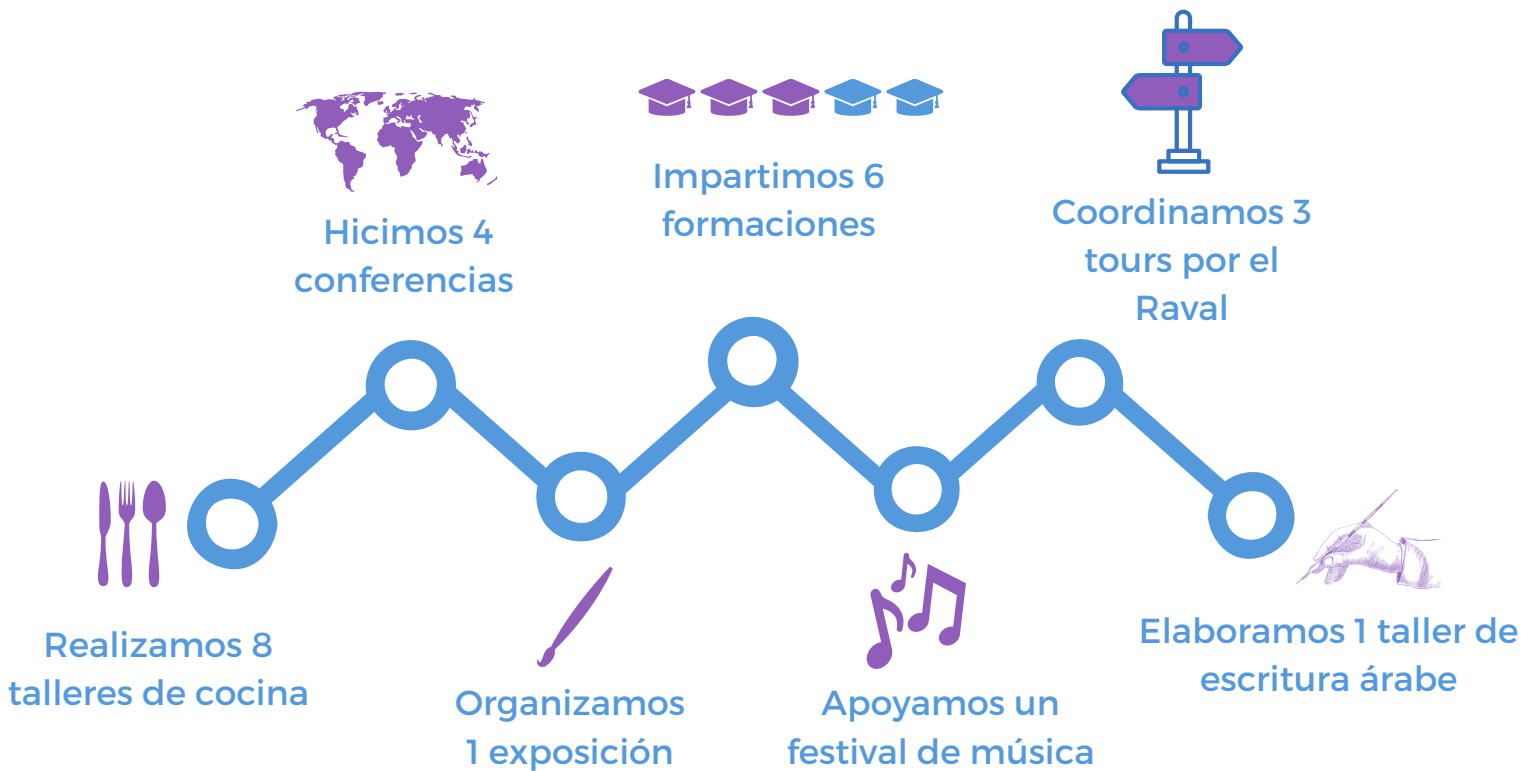 Hicimos 4
conferencias
Impartimos 6
formaciones
Coordinamos 3
tours por el
Raval
Realizamos 8
talleres de cocina
Organizamos
1 exposición
Apoyamos un
festival de música
Elaboramos 1 taller de
escritura árabe